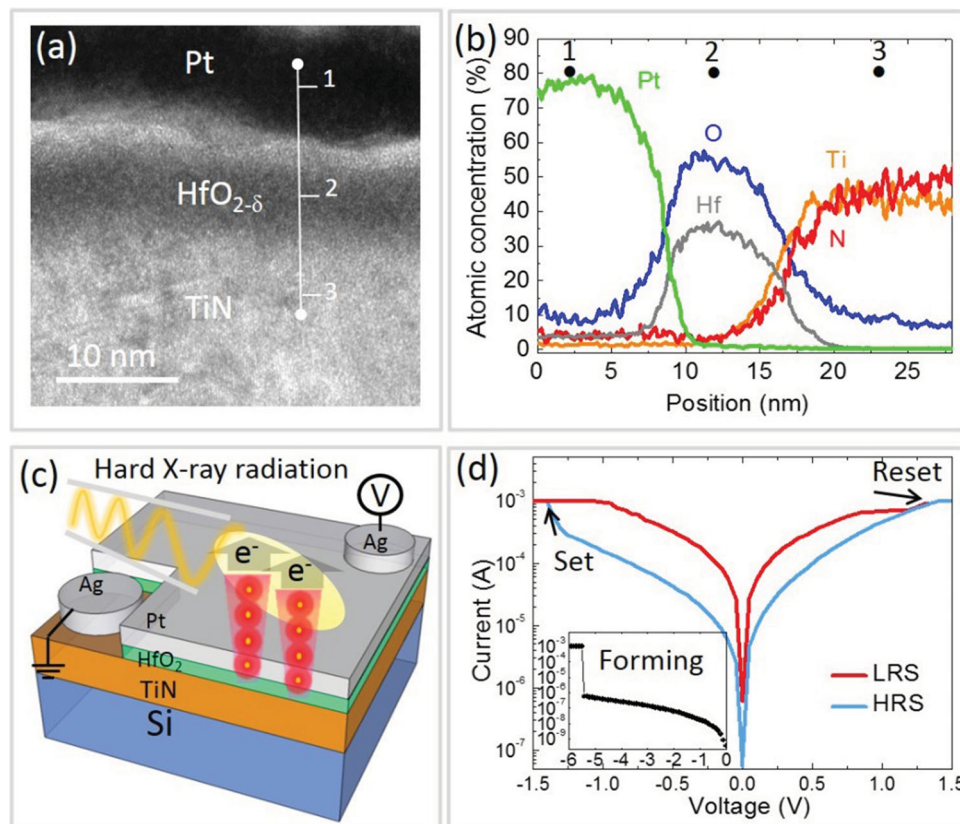 (a)
Pt
1
HfO2-δ
2
TiN
3
10 nm
(b)
Atomic concentration (%)
90
80
70
60
50
40
30
20
10
0
1
2
3
Pt
O
Hf
Ti
N
0
5
10
15
20
25
Position (nm)
(c)
Hard X-ray radiation
V
Ag
e-
e-
Ag
Pt
HfO2
TiN
Si
(d)
Current (A)
10-3
10-4
10-5
10-6
10-7
Reset
Set
Forming
10-3
10-4
10-5
10-6
10-7
10-8
10-9
-6
-5
-4
-3
-2
-1
0
LRS
HRS
-1.5
-1.0
-0.5
0.0
0.5
1.0
1.5
Voltage (V)